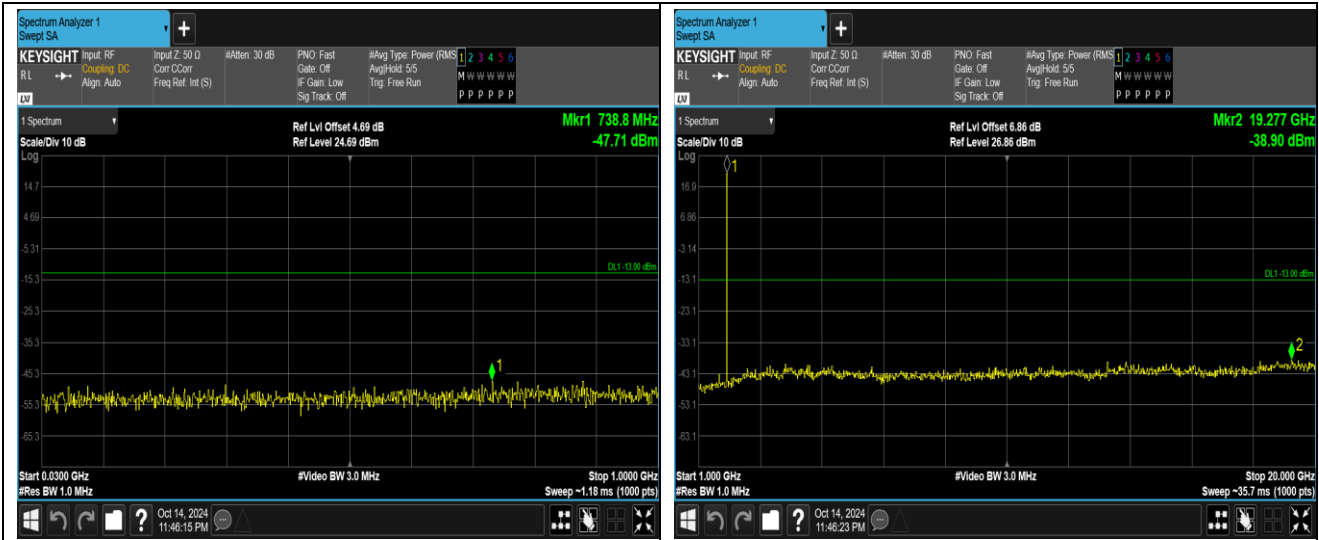 Spectrum Analyzer 1
Swept SA
+
KEYSIGHT Input: RF Input Z: 50 Ω #Atten: 30 dB PNO: Fast #Avg Type: Power (RMS 1 2 3 4 5 6
RL Coupling: DC Corr CCorr Gate: Off Avg|Hold: 5/5 M W W W W W
Align: Auto Freq Ref: Int (S) IF Gain: Low Trig: Free Run
Sig Track: Off P P P P P P
LXI
1 Spectrum Ref Lvl Offset 4.69 dB Mkr1 738.8 MHz
Scale/Div 10 dB Ref Level 24.69 dBm -47.71 dBm
Log
14.7
4.69
-5.31
DL1 -13.00 dBm
-15.3
-25.3
-35.3
1
-45.3
-55.3
-65.3
Start 0.0300 GHz #Video BW 3.0 MHz Stop 1.0000 GHz
#Res BW 1.0 MHz Sweep ~1.18 ms (1000 pts)
? Oct 14, 2024
11:46:15 PM
Spectrum Analyzer 1
Swept SA
+
KEYSIGHT Input: RF Input Z: 50 Ω #Atten: 30 dB PNO: Fast #Avg Type: Power (RMS 1 2 3 4 5 6
RL Coupling: DC Corr CCorr Gate: Off Avg|Hold: 5/5 M W W W W W
Align: Auto Freq Ref: Int (S) IF Gain: Low Trig: Free Run
Sig Track: Off P P P P P P
LXI
1 Spectrum Ref Lvl Offset 6.86 dB Mkr2 19.277 GHz
Scale/Div 10 dB Ref Level 26.86 dBm -38.90 dBm
Log
1
16.9
6.86
-3.14
DL1 -13.00 dBm
-13.1
-23.1
-33.1
2
-43.1
-53.1
-63.1
Start 1.000 GHz #Video BW 3.0 MHz Stop 20.000 GHz
#Res BW 1.0 MHz Sweep ~35.7 ms (1000 pts)
? Oct 14, 2024
11:46:23 PM